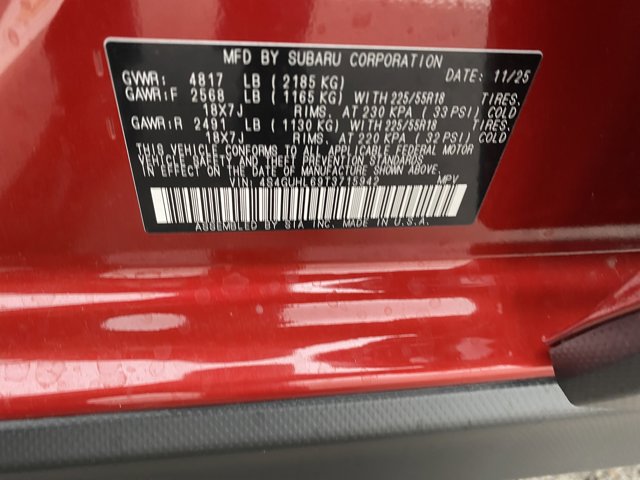 MFD BY SUBARU CORPORATION
GVWR: 4817 LB (2185 KG) DATE: 11/25
GAWR:F 2568 LB (1165 KG) WITH 225/55R18 TIRES,
18X7J RIMS, AT 230 KPA (33 PSI) COLD
GAWR:R 2491 LB (1130 KG) WITH 225/55R18 TIRES,
18X7J RIMS, AT 220 KPA (32 PSI) COLD
THIS VEHICLE CONFORMS TO ALL APPLICABLE FEDERAL MOTOR
VEHICLE SAFETY AND BUMPER STANDARDS
IN EFFECT ON THE DATE OF MANUFACTURE SHOWN ABOVE.
VIN: 4S4GUHL69T3715942 MPV
ASSEMBLED BY SIA INC. MADE IN U.S.A.